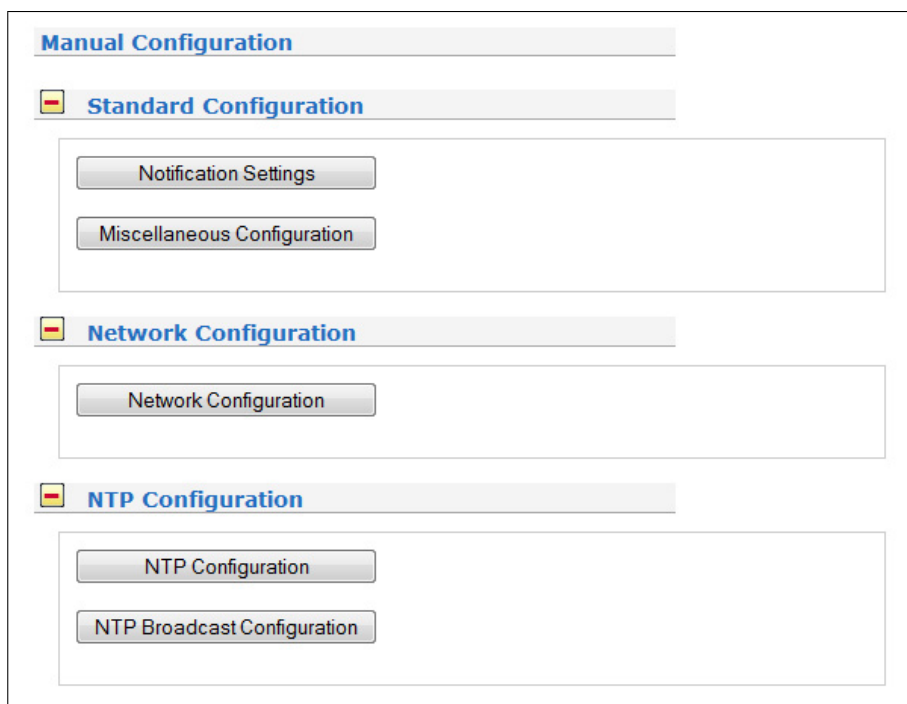 Manual Configuration
Standard Configuration
Notification Settings
Miscellaneous Configuration
Network Configuration
Network Configuration
NTP Configuration
NTP Configuration
NTP Broadcast Configuration